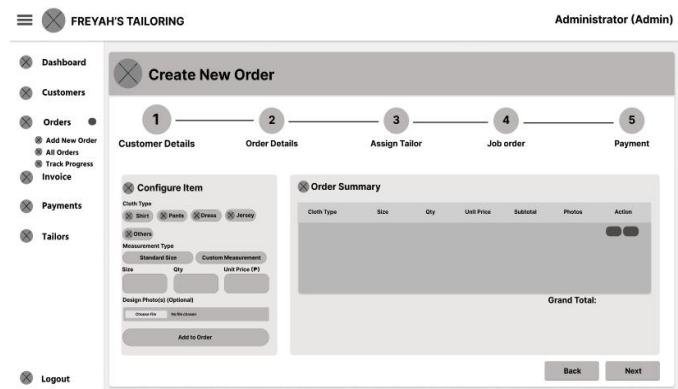 FREYAH'S TAILORING
Administrator (Admin)
Dashboard
Customers
Orders
Add New Order
All Orders
Track Progress
Invoice
Payments
Tailors
Logout
Create New Order
1 2 3 4 5
Customer Details Order Details Assign Tailor Job order Payment
Configure Item
Cloth Type
Shirt Pants Dress Jersey
Others
Measurement Type
Standard Size Custom Measurement
Size Qty Unit Price (₱)
Design Photo(s) (Optional)
Choose File No file chosen
Add to Order
Order Summary
Cloth Type Size Qty Unit Price Subtotal Photos Action
Grand Total:
Back Next